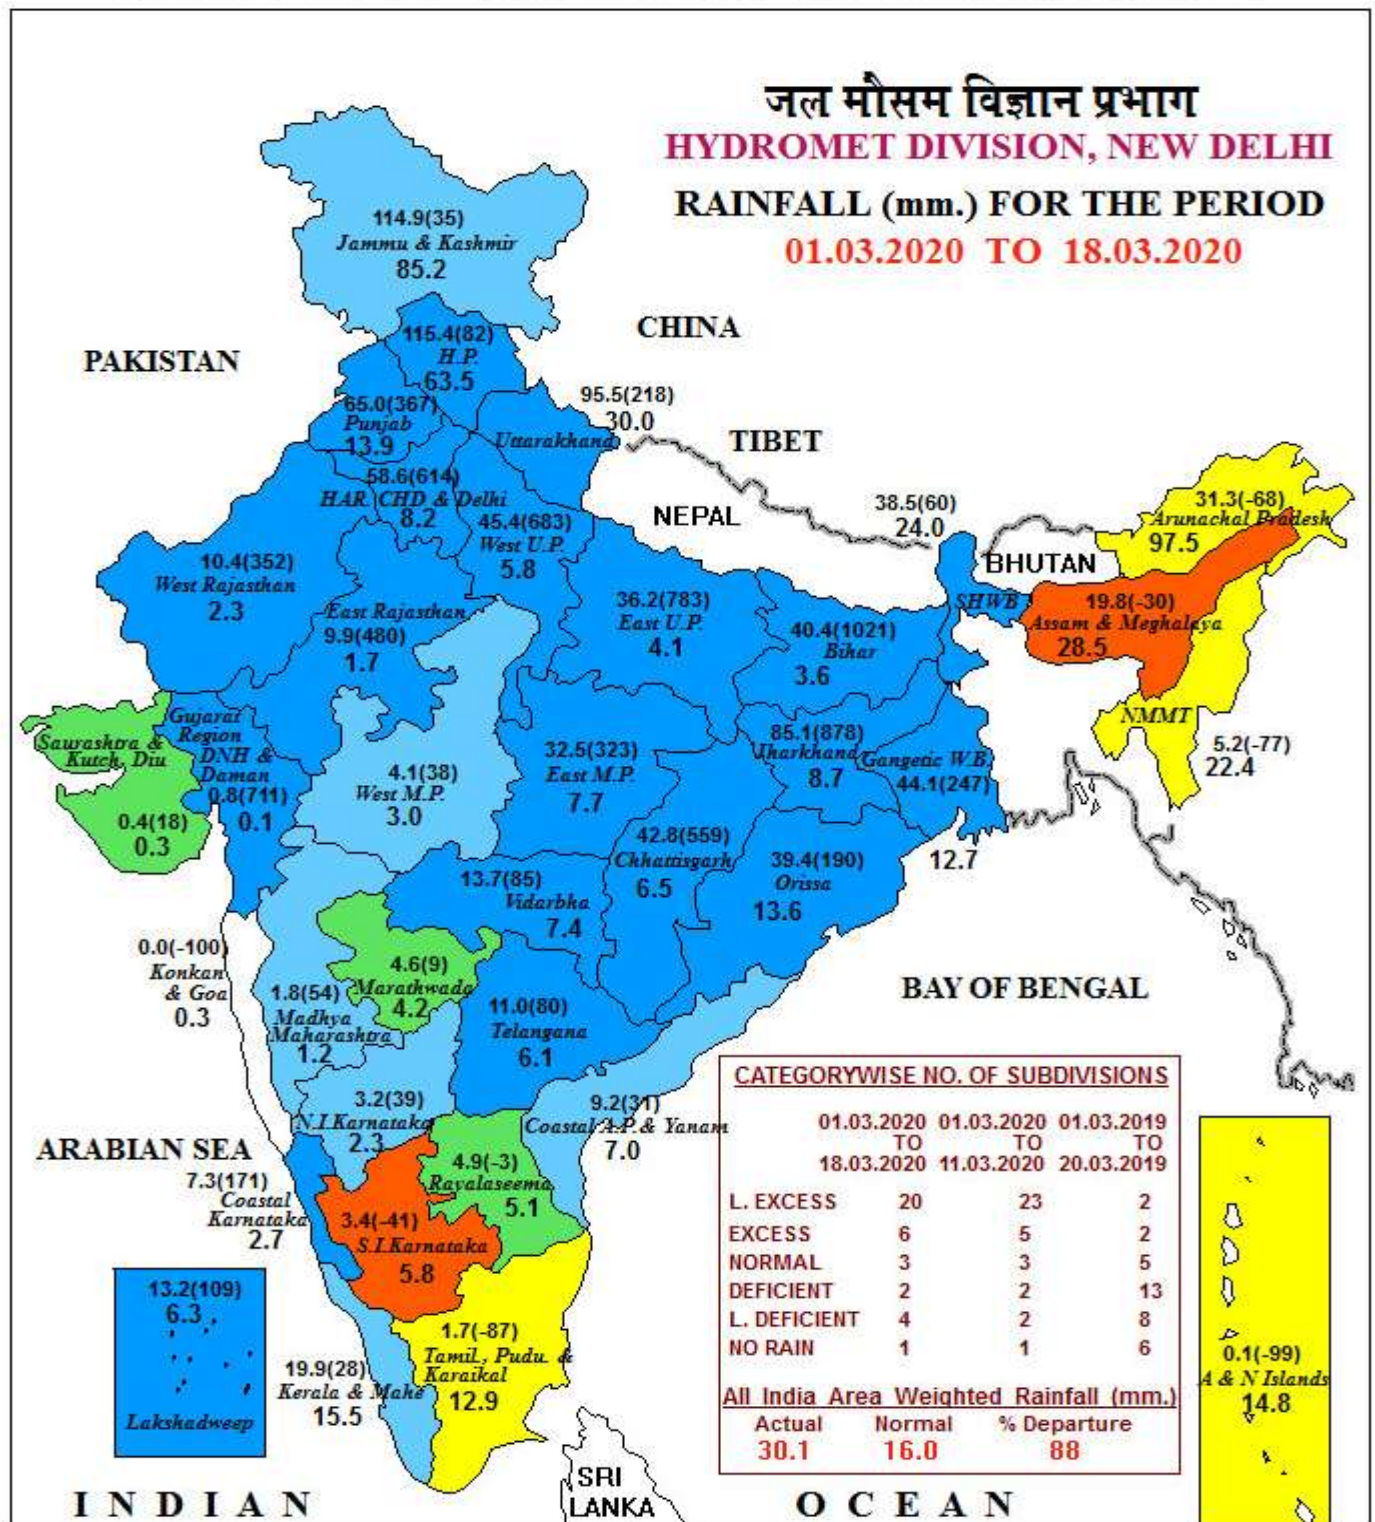 जल मौसम विज्ञान प्रभाग
HYDROMET DIVISION, NEW DELHI
RAINFALL (mm.) FOR THE PERIOD
01.03.2020 TO 18.03.2020
114.9(35)
Jammu & Kashmir
85.2
CHINA
PAKISTAN
115.4(82)
H.P.
63.5
65.0(367)
Punjab
13.9
95.5(218)
30.0
Uttarakhand
TIBET
58.6(614)
HAR. CHD & Delhi
8.2
45.4(683)
West U.P.
5.8
NEPAL
38.5(60)
24.0
BHUTAN
SHWB
31.3(-68)
Arunachal Pradesh
97.5
10.4(352)
West Rajasthan
2.3
East Rajasthan
9.9(480)
1.7
36.2(783)
East U.P.
4.1
40.4(1021)
Bihar
3.6
19.8(-30)
Assam & Meghalaya
28.5
NMMT
5.2(-77)
22.4
Saurashtra &
Kutch, Diu
0.4(18)
0.3
Gujarat
Region
DNH &
Daman
0.8(711)
0.1
4.1(38)
West M.P.
3.0
32.5(323)
East M.P.
7.7
85.1(878)
Jharkhand
8.7
Gangetic W.B.
44.1(247)
12.7
42.8(559)
Chhattisgarh
6.5
39.4(190)
Orissa
13.6
13.7(85)
Vidarbha
7.4
0.0(-100)
Konkan
& Goa
0.3
1.8(54)
Madhya
Maharashtra
1.2
4.6(9)
Marathwada
4.2
11.0(80)
Telangana
6.1
BAY OF BENGAL
3.2(39)
N.I.Karnataka
2.3
9.2(31)
Coastal A.P.& Yanam
7.0
ARABIAN SEA
7.3(171)
Coastal
Karnataka
2.7
4.9(-3)
Rayalaseema
5.1
3.4(-41)
S.I.Karnataka
5.8
13.2(109)
6.3
Lakshadweep
19.9(28)
Kerala & Mahe
15.5
1.7(-87)
Tamil., Pudu. &
Karaikal
12.9
CATEGORYWISE NO. OF SUBDIVISIONS
01.03.2020 01.03.2020 01.03.2019
TO TO TO
18.03.2020 11.03.2020 20.03.2019
L. EXCESS 20 23 2
EXCESS 6 5 2
NORMAL 3 3 5
DEFICIENT 2 2 13
L. DEFICIENT 4 2 8
NO RAIN 1 1 6
All India Area Weighted Rainfall (mm.)
Actual Normal % Departure
30.1 16.0 88
0.1(-99)
A & N Islands
14.8
SRI
LANKA
INDIAN OCEAN